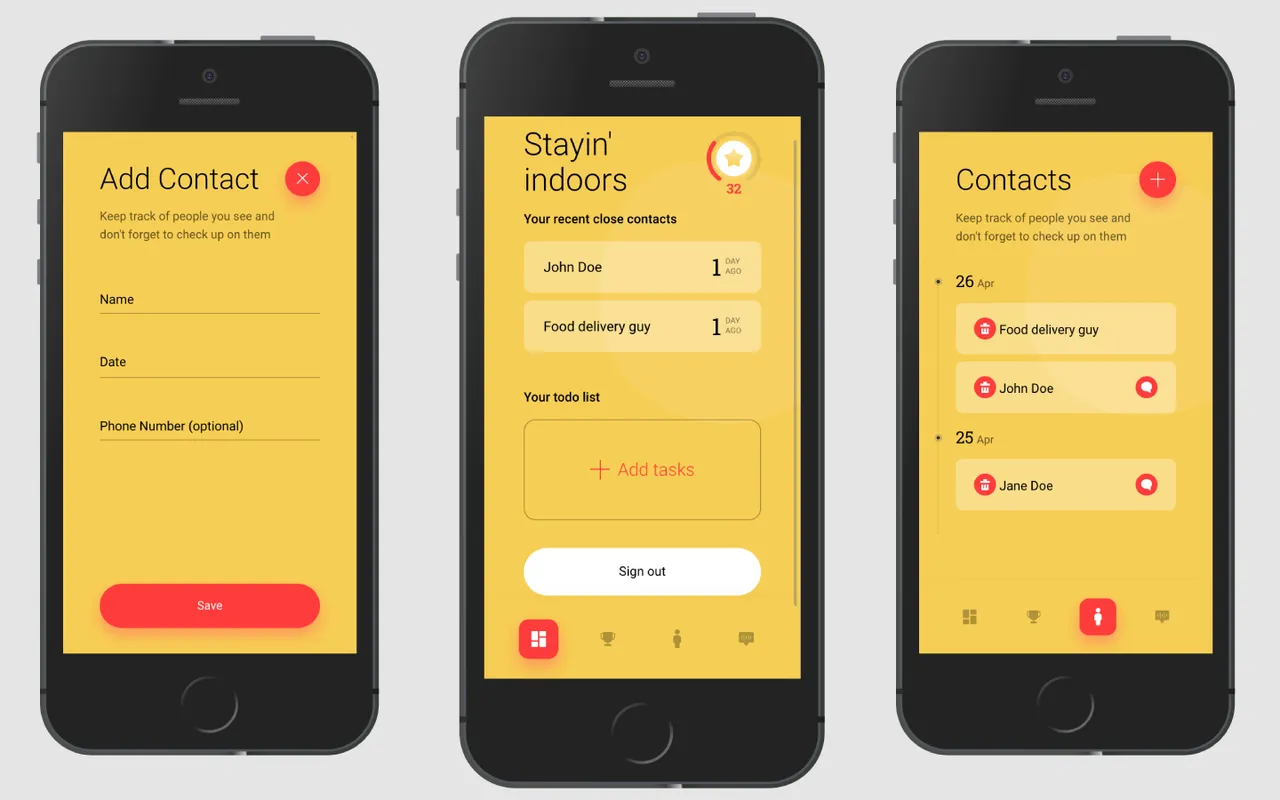 Add Contact
Keep track of people you see and
don't forget to check up on them
Name
Date
Phone Number (optional)
Save
Stayin'
indoors
32
Your recent close contacts
John Doe 1 DAY AGO
Food delivery guy 1 DAY AGO
Your todo list
Add tasks
Sign out
Contacts
Keep track of people you see and
don't forget to check up on them
26 Apr
Food delivery guy
John Doe
25 Apr
Jane Doe